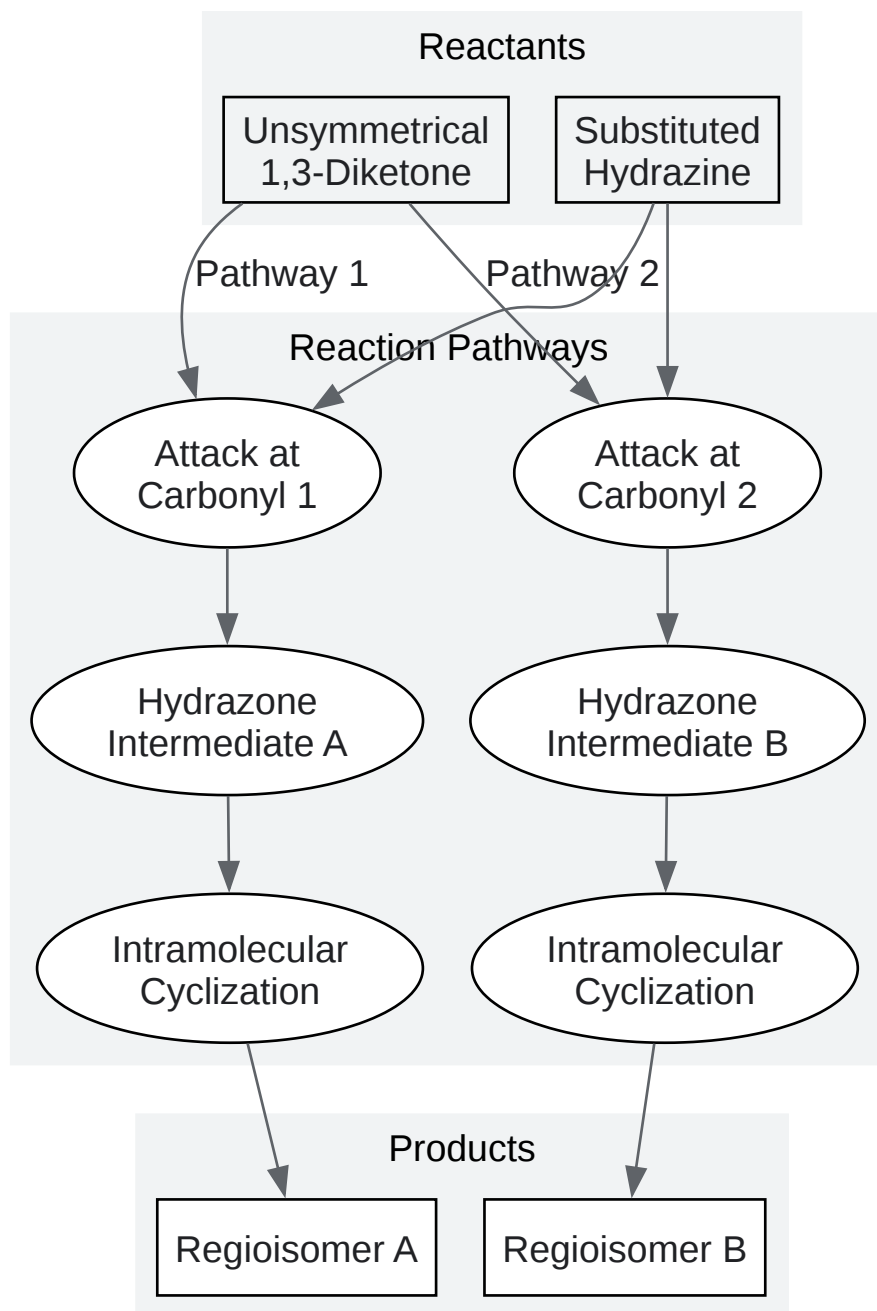 Reactants
Unsymmetrical
1,3-Diketone
Substituted
Hydrazine
Pathway 1
Pathway 2
Reaction Pathways
Attack at
Carbonyl 1
Attack at
Carbonyl 2
Hydrazone
Intermediate A
Hydrazone
Intermediate B
Intramolecular
Cyclization
Intramolecular
Cyclization
Products
Regioisomer A
Regioisomer B